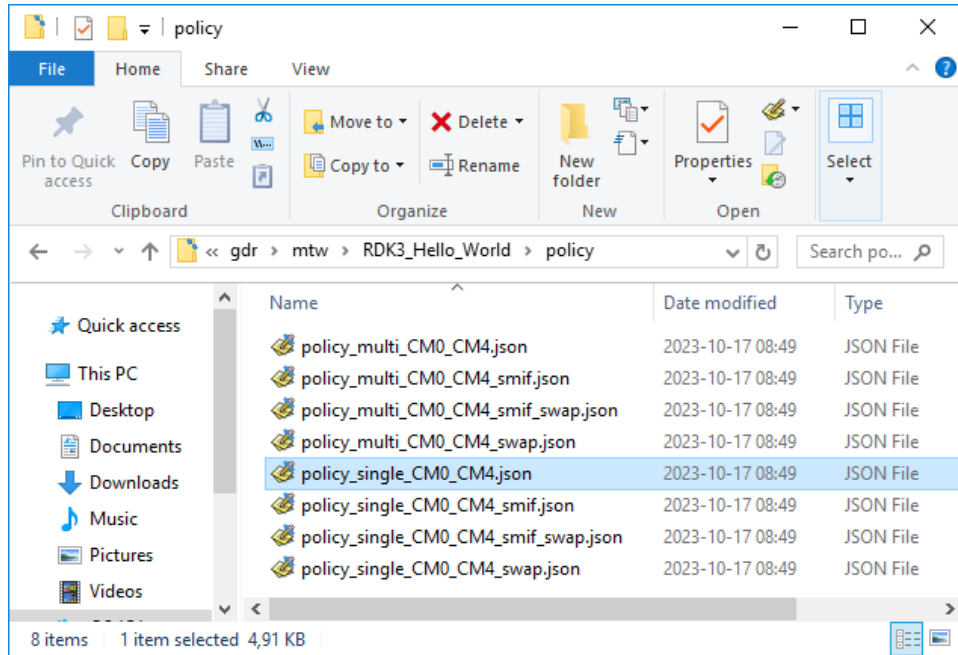 policy
File Home Share View
Pin to Quick access
Copy
Paste
W...
Move to
Copy to
Delete
Rename
New folder
Properties
Select
Clipboard Organize New Open
« gdr › mtw › RDK3_Hello_World › policy
Search po...
Quick access
This PC
Desktop
Documents
Downloads
Music
Pictures
Videos
Name Date modified Type
policy_multi_CM0_CM4.json 2023-10-17 08:49 JSON File
policy_multi_CM0_CM4_smif.json 2023-10-17 08:49 JSON File
policy_multi_CM0_CM4_smif_swap.json 2023-10-17 08:49 JSON File
policy_multi_CM0_CM4_swap.json 2023-10-17 08:49 JSON File
policy_single_CM0_CM4.json 2023-10-17 08:49 JSON File
policy_single_CM0_CM4_smif.json 2023-10-17 08:49 JSON File
policy_single_CM0_CM4_smif_swap.json 2023-10-17 08:49 JSON File
policy_single_CM0_CM4_swap.json 2023-10-17 08:49 JSON File
8 items 1 item selected 4,91 KB